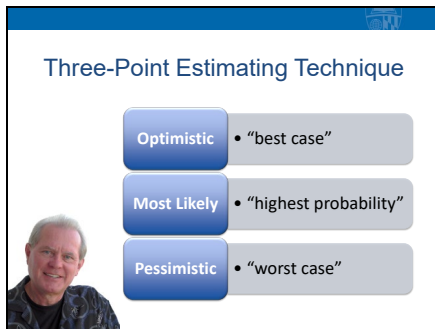 Three-Point Estimating Technique
Optimistic • “best case”
Most Likely • “highest probability”
Pessimistic • “worst case”